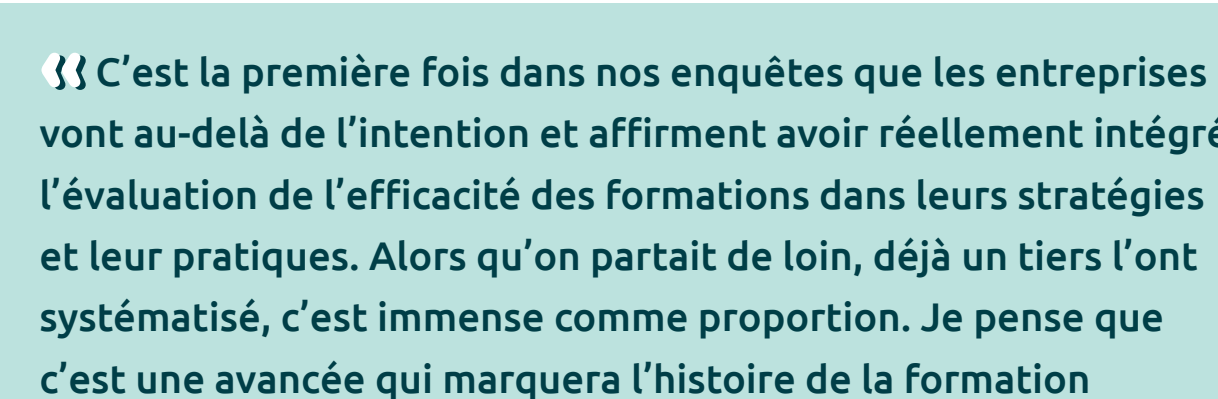 « C’est la première fois dans nos enquêtes que les entreprises
vont au-delà de l’intention et affirment avoir réellement intégré
l’évaluation de l’efficacité des formations dans leurs stratégies
et leur pratiques. Alors qu’on partait de loin, déjà un tiers l’ont
systématisé, c’est immense comme proportion. Je pense que
c’est une avancée qui marquera l’histoire de la formation